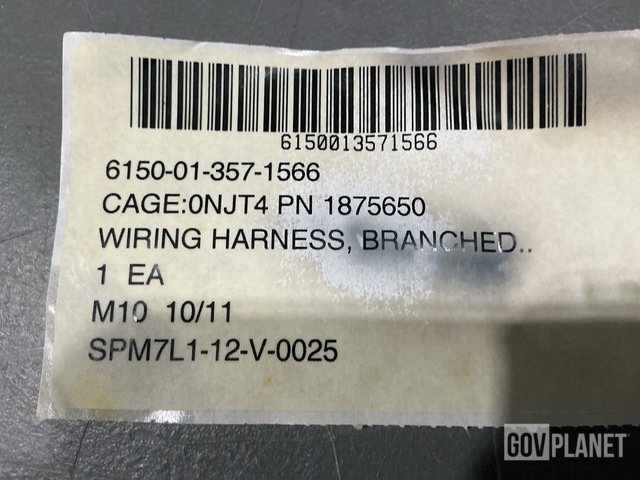 6150013571566
6150-01-357-1566
CAGE:0NJT4 PN 1875650
WIRING HARNESS, BRANCHED..
1 EA
M10 10/11
SPM7L1-12-V-0025
GOVPLANET